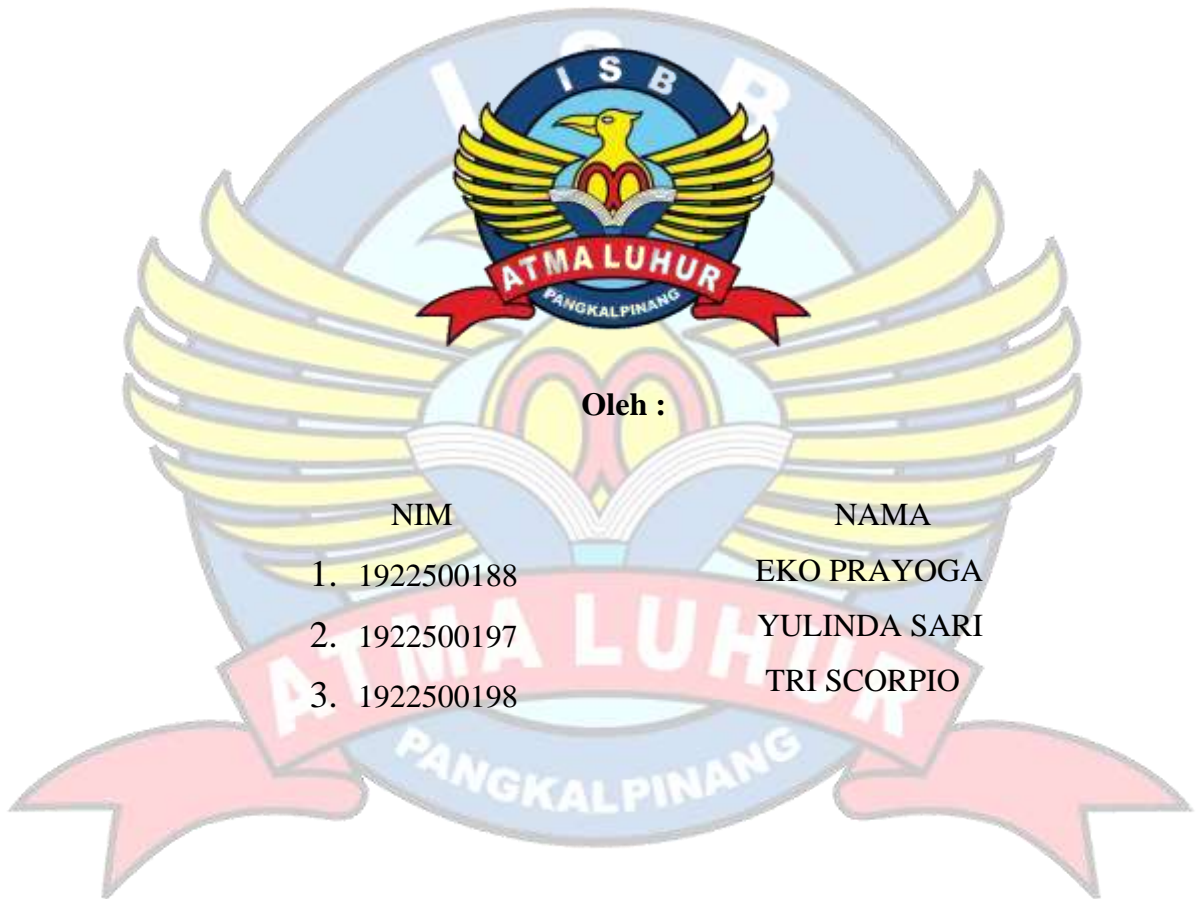 I S B
ATMA LUHUR
PANGKALPINANG
Oleh :
NIM NAMA
1. 1922500188 EKO PRAYOGA
2. 1922500197 YULINDA SARI
3. 1922500198 TRI SCORPIO
I S B
ATMA LUHUR
PANGKALPINANG